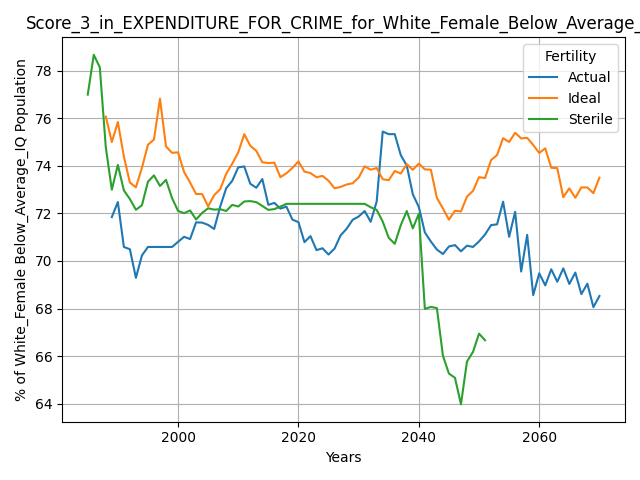 Score_3_in_EXPENDITURE_FOR_CRIME_for_White_Female_Below_Average_
Fertility
Actual
Ideal
Sterile
% of White_Female Below_Average_IQ Population
78
76
74
72
70
68
66
64
2000
2020
2040
2060
Years